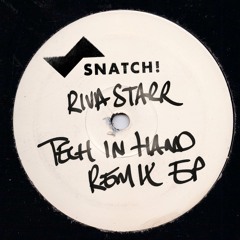 SNATCH!
RIVA STARR
TECH IN HAND
REMIX EP